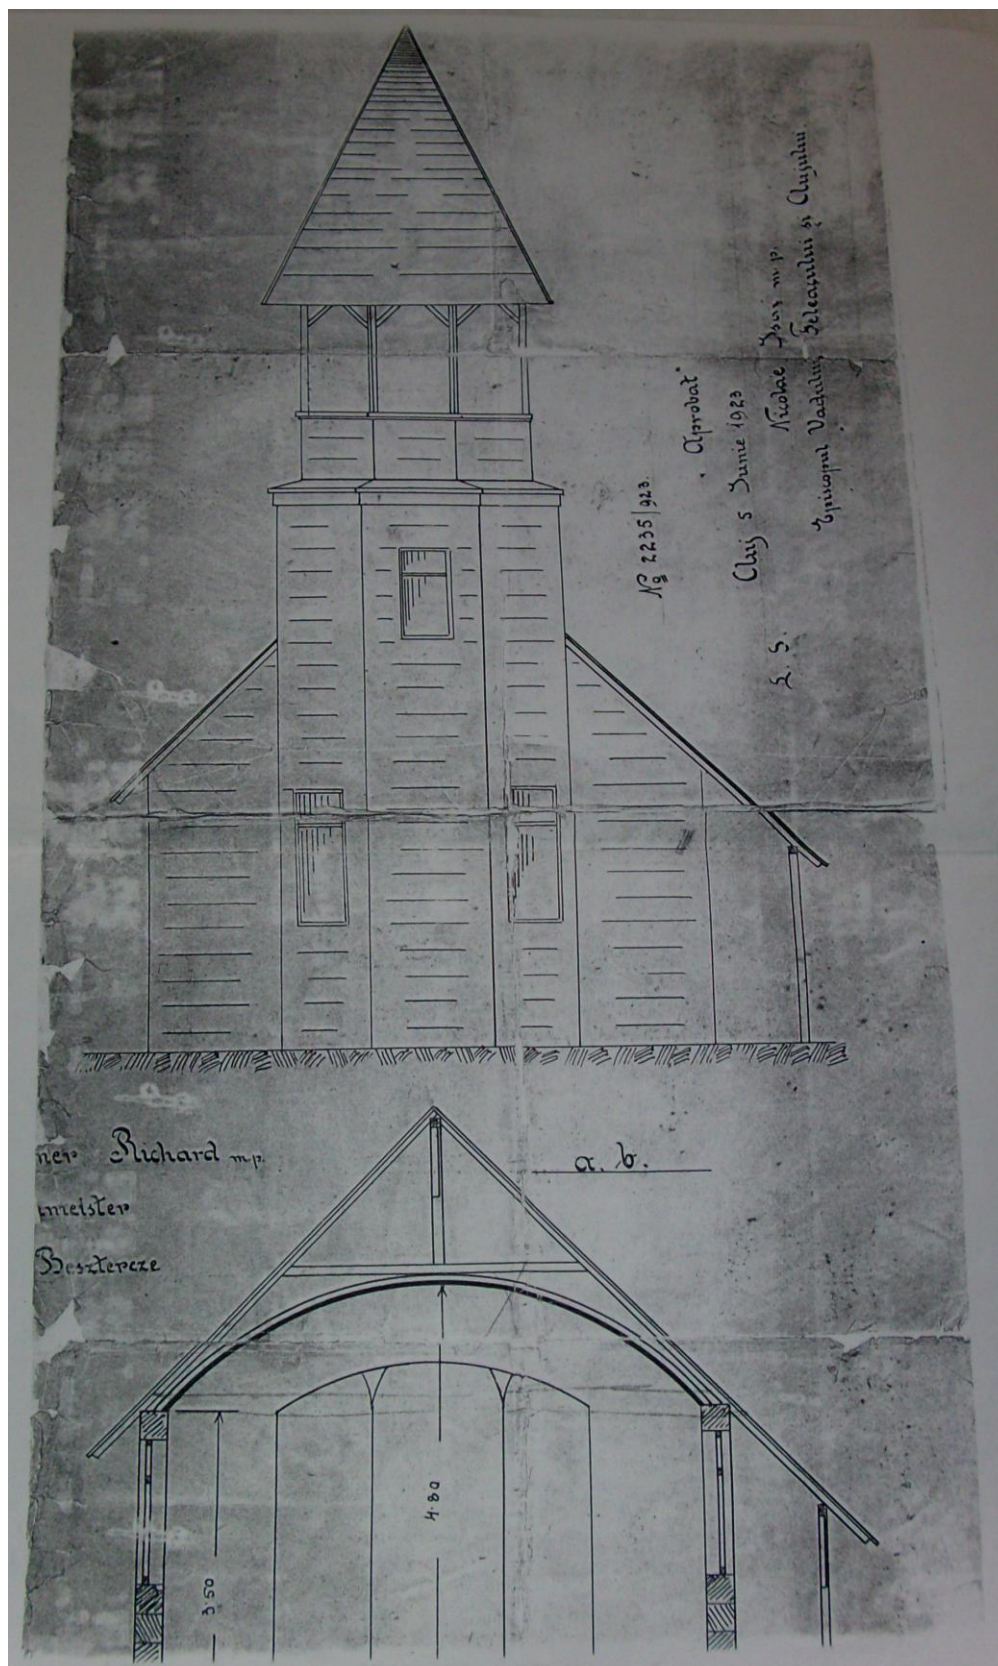 Nº 2235/923.
„Aprobat"
Cluj 5 Iunie 1923
L. S.
Nicolae Ivan m. p.
Episcopul Vadului, Feleacului și Clujului.
ner Richard m p.
meister
Besztercze
a. b.
4.80
3.50